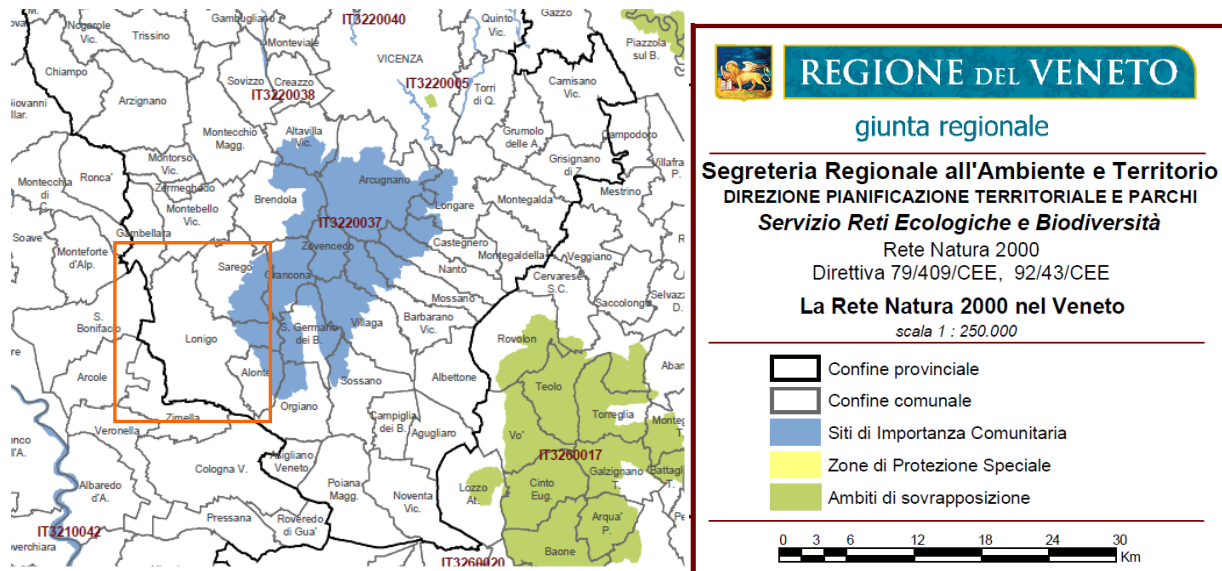 IT3220040
Gambugliano
Quinto
Vic.
Gazzo
Nogarole
Vic.
Trissino
Monteviale
VICENZA
Piazzola
sul B.
Chiampo
Sovizzo
Creazzo
IT3220005
Torri
di Q.
Camisano
Vic.
IT3220038
Arzignano
Montecchio
Magg.
Altavilla
Vic.
Grumolo
delle A.
Campodoro
Montorso
Vic.
Grisignano
di Z.
Villafra
P.
Ronca'
Arcugnano
Mestrino
Montecchia
di
C.
Zermeghedo
Brendola
Longare
Montegalda
Montebello
Vic.
IT3220037
Soave
Gambellara
Zovencedo
Castegnero
Monteforte
d'Alp.
Montegaldella
Veggiano
Sarego
Grancona
Nanto
Cervarese
S.C.
Saccolongo
Selvazz
D.
Mossano
S.
Bonifacio
Villaga
Barbarano
Vic.
S. Germano
dei B.
Lonigo
Rovolon
Arcole
Alonte
Sossano
Albettone
Aban
Teolo
Orgiano
Zimella
Campiglia
dei B.
Torreglia
Monteg
T.
Veronella
Agugliaro
Vo'
IT3260017
Cologna V.
Asigliano
Veneto
Galzignano
T.
Battagli
T.
Albaredo
d'A.
Poiana
Magg.
Noventa
Vic.
Lozzo
At.
Cinto
Eug.
Pressana
Roveredo
di Gua'
Arqua'
P.
IT3210042
Baone
IT3260020
REGIONE DEL VENETO
giunta regionale
Segreteria Regionale all'Ambiente e Territorio
DIREZIONE PIANIFICAZIONE TERRITORIALE E PARCHI
Servizio Reti Ecologiche e Biodiversità
Rete Natura 2000
Direttiva 79/409/CEE, 92/43/CEE
La Rete Natura 2000 nel Veneto
scala 1 : 250.000
Confine provinciale
Confine comunale
Siti di Importanza Comunitaria
Zone di Protezione Speciale
Ambiti di sovrapposizione
0 3 6 12 18 24 30
Km